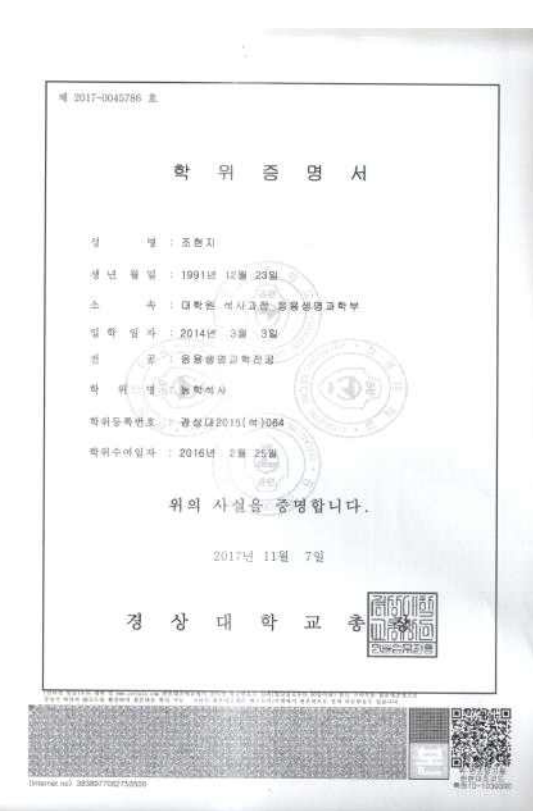 제 2017-0045786 호
학 위 증 명 서
성 명 : 조현지
생년월일 : 1991년 12월 23일
소 속 : 대학원 석사과정 응용생명과학부
입학일자 : 2014년 3월 3일
전 공 : 응용생명과학전공
학 위 명 : 농학석사
학위등록번호 : 경상대2015(석)064
학위수여일자 : 2016년 2월 25일
위의 사실을 증명합니다.
2017년 11월 7일
경 상 대 학 교 총 장